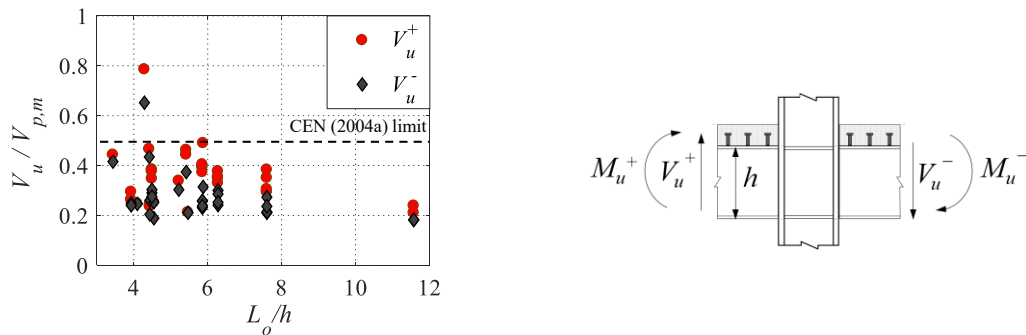 1
0.8
0.6
0.4
0.2
0
4 6 8 10 12
V_u / V_{p,m}
L_o/h
V_u^+
V_u^-
CEN (2004a) limit
M_u^+
V_u^+
h
V_u^-
M_u^-